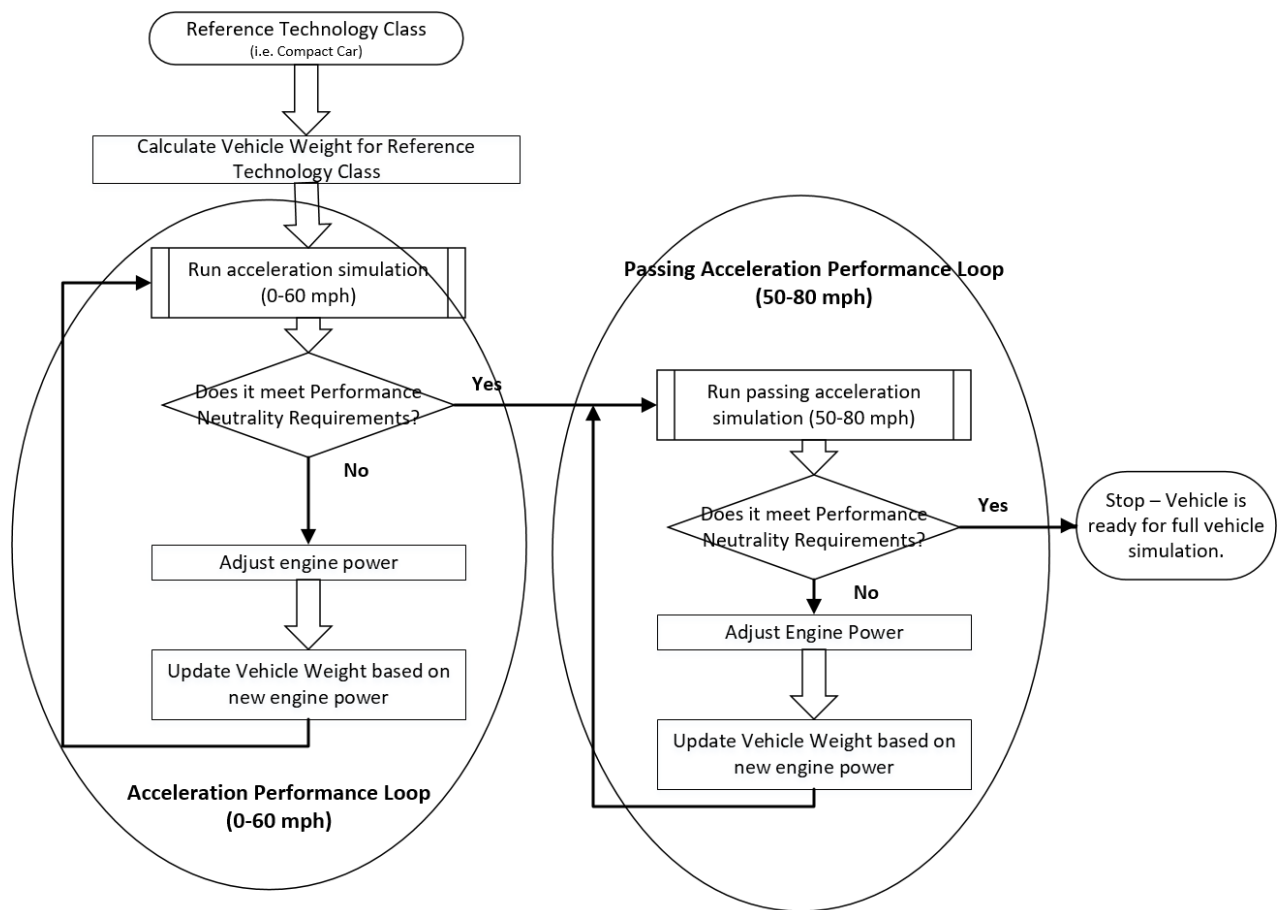 Reference Technology Class
(i.e. Compact Car)
Calculate Vehicle Weight for Reference
Technology Class
Run acceleration simulation
(0-60 mph)
Does it meet Performance
Neutrality Requirements?
Yes
No
Adjust engine power
Update Vehicle Weight based on
new engine power
Acceleration Performance Loop
(0-60 mph)
Passing Acceleration Performance Loop
(50-80 mph)
Run passing acceleration
simulation (50-80 mph)
Does it meet Performance
Neutrality Requirements?
Yes
No
Adjust Engine Power
Update Vehicle Weight based on
new engine power
Stop – Vehicle is
ready for full vehicle
simulation.